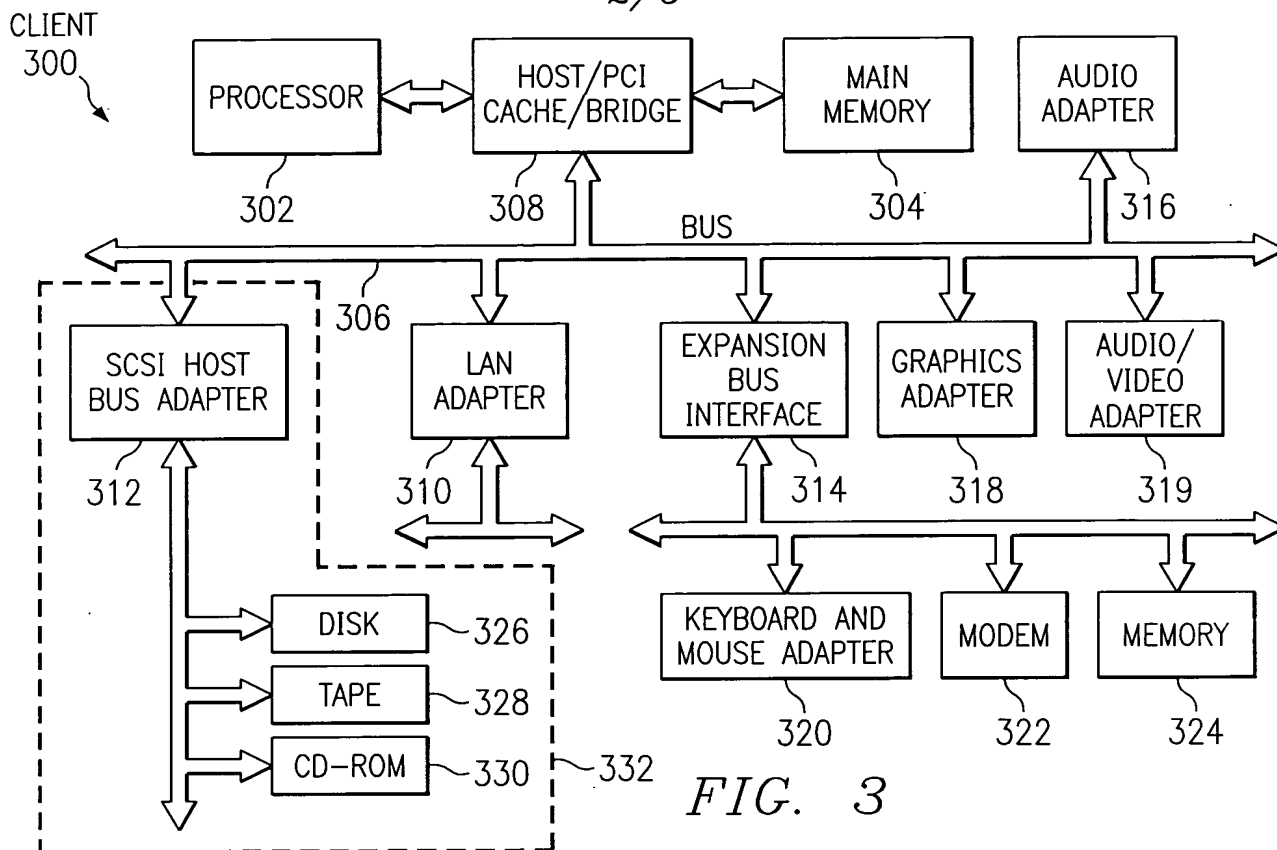 CLIENT
300
PROCESSOR
302
HOST/PCI
CACHE/BRIDGE
308
MAIN
MEMORY
304
AUDIO
ADAPTER
316
BUS
306
SCSI HOST
BUS ADAPTER
312
LAN
ADAPTER
310
EXPANSION
BUS
INTERFACE
314
GRAPHICS
ADAPTER
318
AUDIO/
VIDEO
ADAPTER
319
DISK
326
TAPE
328
CD-ROM
330
332
KEYBOARD AND
MOUSE ADAPTER
320
MODEM
322
MEMORY
324
FIG. 3